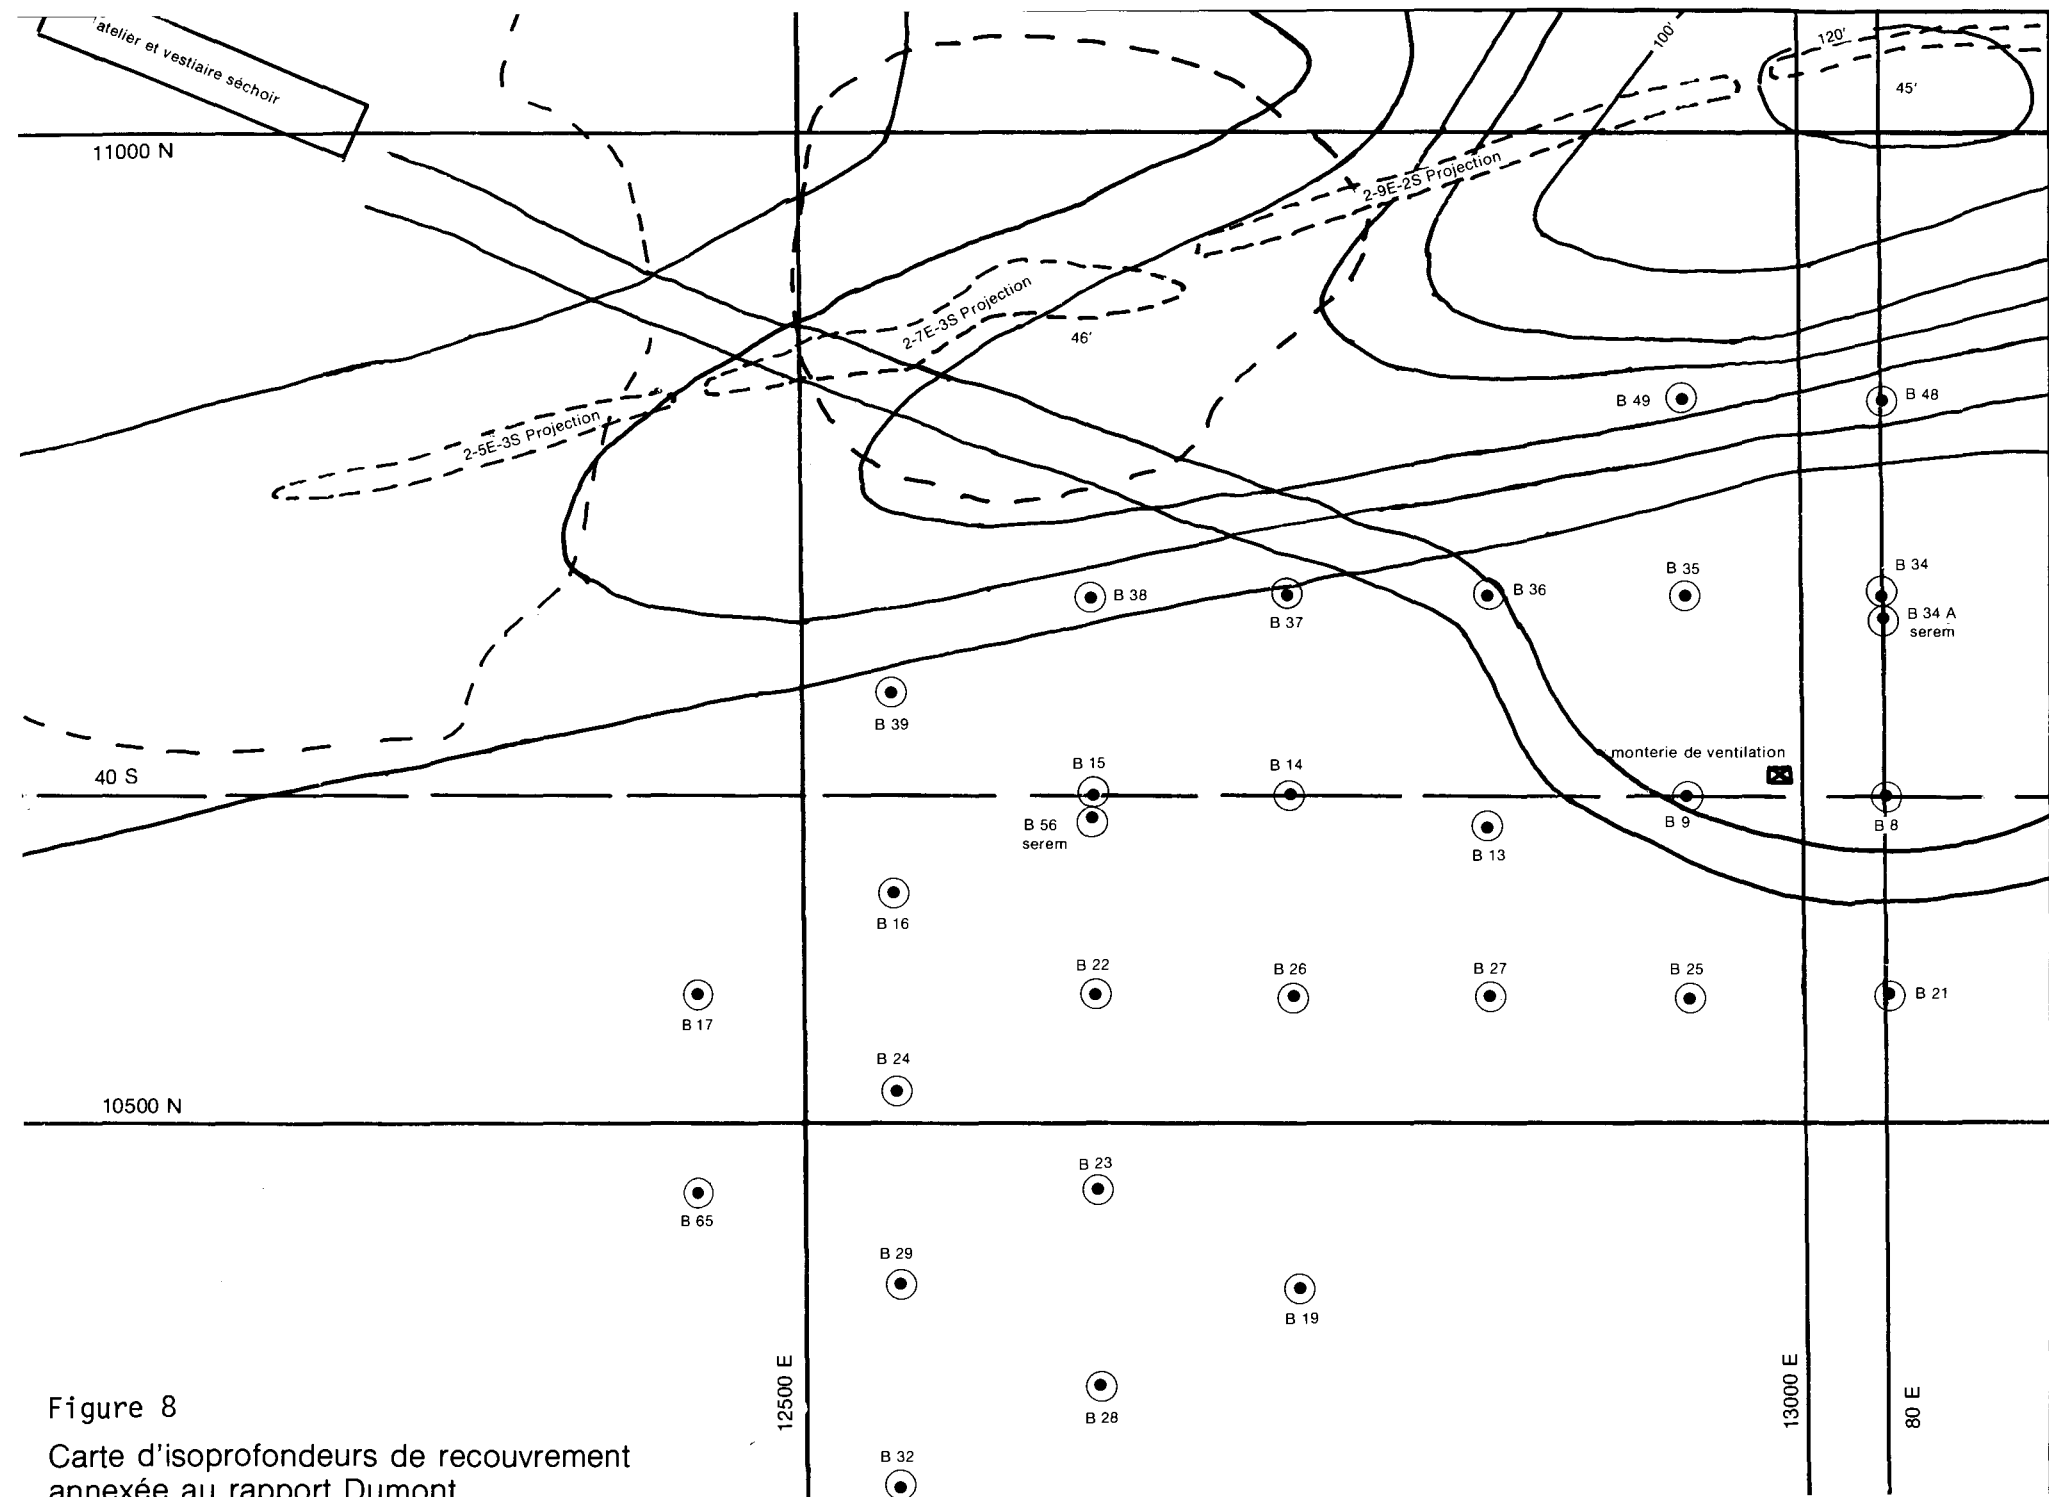 atelier et vestiaire séchoir
100'
120'
45'
11000 N
2-9E-2S Projection
2-7E-3S Projection
46'
2-5E-3S Projection
B 49
B 48
B 38
B 37
B 36
B 35
B 34
B 34 A
serem
B 39
monterie de ventilation
40 S
B 15
B 14
B 56
serem
B 13
B 9
B 8
B 16
B 22
B 26
B 27
B 25
B 21
B 17
B 24
10500 N
B 23
B 65
B 29
B 19
12500 E
13000 E
80 E
B 28
B 32
Figure 8
Carte d'isoprofondeurs de recouvrement
annexée au rapport Dumont